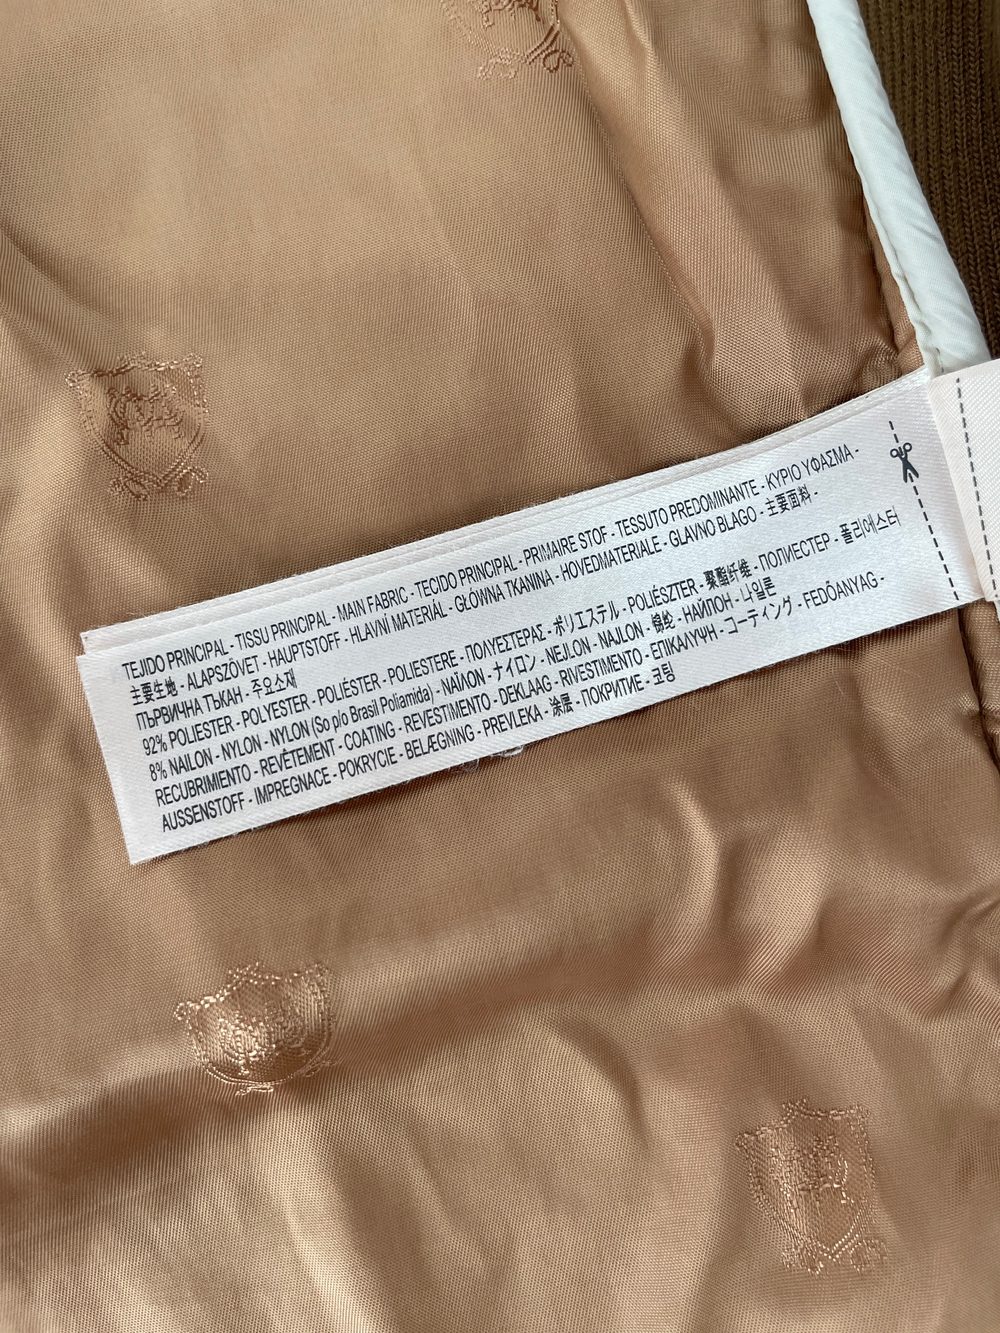 TEJIDO PRINCIPAL - TISSU PRINCIPAL - MAIN FABRIC - TECIDO PRINCIPAL - PRIMAIRE STOF - TESSUTO PREDOMINANTE - ΚΥΡΙΟ ΥΦΑΣΜΑ -
主要生地 - ALAPSZÖVET - HAUPTSTOFF - HLAVNÍ MATERIÁL - GŁÓWNA TKANINA - HOVEDMATERIALE - GLAVNO BLAGO - 主要面料 -
ПЪРВИЧНА ТЪКАН - 주요소재
92% POLIESTER - POLYESTER - POLIÉSTER - POLIESTERE - ΠΟΛΥΕΣΤΕΡΑΣ - ポリエステル - POLIÉSZTER - 聚酯纤维 - ПОЛИЕСТЕР - 폴리에스터
8% NAILON - NYLON - NYLON (So p/o Brasil Poliamida) - ΝΑΪΛΟΝ - ナイロン - NEJLON - NAJLON - 锦纶 - НАЙЛОН - 나일론
RECUBRIMIENTO - REVÊTEMENT - COATING - REVESTIMENTO - DEKLAAG - RIVESTIMENTO - ΕΠΙΚΑΛΥΨΗ - コーティング - FEDŐANYAG -
AUSSENSTOFF - IMPREGNACE - POKRYCIE - BELÆGNING - PREVLEKA - 涂层 - ПОКРИТИЕ - 코팅